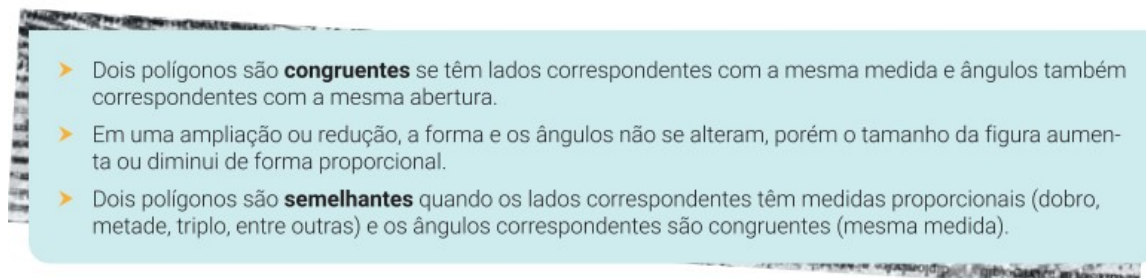 Dois polígonos são congruentes se têm lados correspondentes com a mesma medida e ângulos também
correspondentes com a mesma abertura.
Em uma ampliação ou redução, a forma e os ângulos não se alteram, porém o tamanho da figura aumen-
ta ou diminui de forma proporcional.
Dois polígonos são semelhantes quando os lados correspondentes têm medidas proporcionais (dobro,
metade, triplo, entre outras) e os ângulos correspondentes são congruentes (mesma medida).